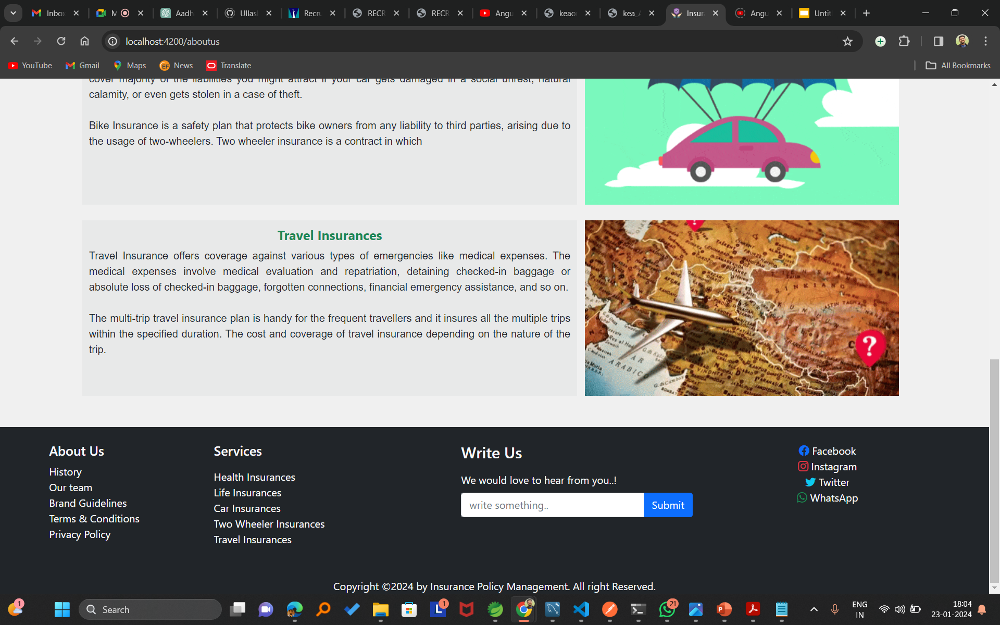 Inbo
M
Aadh
Ullas
Recru
RECR
RECR
Angu
keao
kea_
Insur
Angu
Untit
localhost:4200/aboutus
YouTube
Gmail
Maps
News
Translate
All Bookmarks
cover majority of the liabilities you might attract if your car gets damaged in a social unrest, natural
calamity, or even gets stolen in a case of theft.
Bike Insurance is a safety plan that protects bike owners from any liability to third parties, arising due to
the usage of two-wheelers. Two wheeler insurance is a contract in which
Travel Insurances
Travel Insurance offers coverage against various types of emergencies like medical expenses. The
medical expenses involve medical evaluation and repatriation, detaining checked-in baggage or
absolute loss of checked-in baggage, forgotten connections, financial emergency assistance, and so on.
The multi-trip travel insurance plan is handy for the frequent travellers and it insures all the multiple trips
within the specified duration. The cost and coverage of travel insurance depending on the nature of the
trip.
SINKIANG
ARABICO
?
About Us
History
Our team
Brand Guidelines
Terms & Conditions
Privacy Policy
Services
Health Insurances
Life Insurances
Car Insurances
Two Wheeler Insurances
Travel Insurances
Write Us
We would love to hear from you..!
write something..
Submit
Facebook
Instagram
Twitter
WhatsApp
Copyright ©2024 by Insurance Policy Management. All right Reserved.
1
Search
1
21
ENG
IN
18:04
23-01-2024